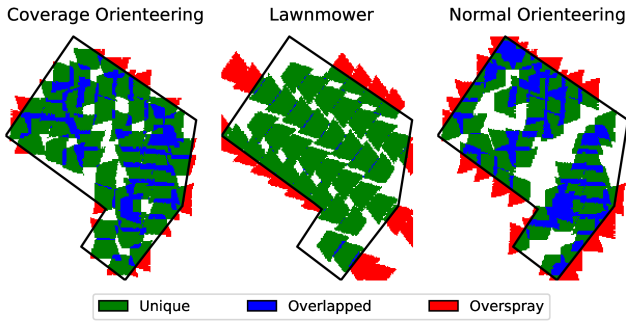 Coverage Orienteering
Lawnmower
Normal Orienteering
Unique
Overlapped
Overspray